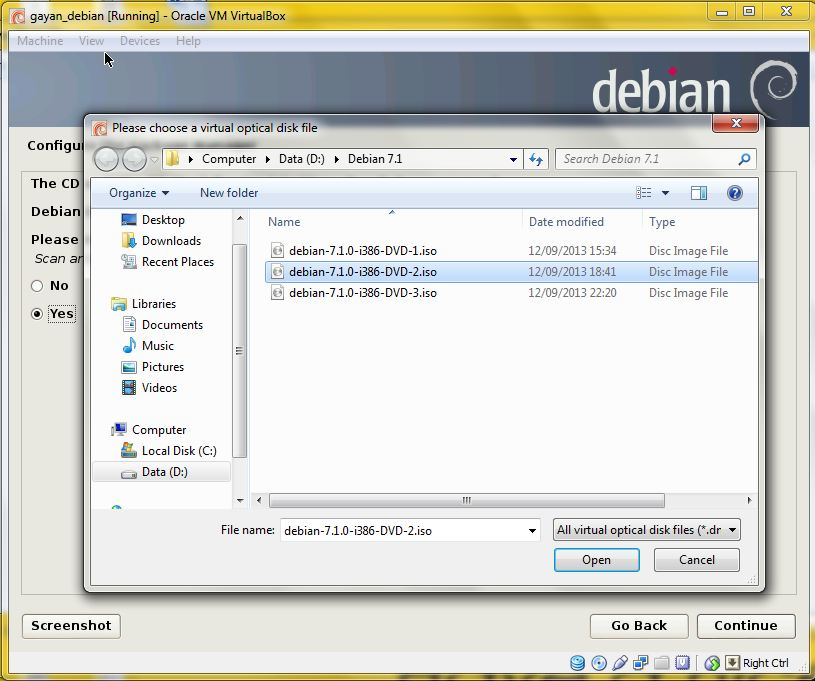 gayan_debian [Running] - Oracle VM VirtualBox
Machine View Devices Help
debian
Please choose a virtual optical disk file
Configu
Computer Data (D:) Debian 7.1 Search Debian 7.1
Organize New folder
The CD
Debian
Please
Scan an
No
Yes
Desktop
Downloads
Recent Places
Libraries
Documents
Music
Pictures
Videos
Computer
Local Disk (C:)
Data (D:)
Name Date modified Type
debian-7.1.0-i386-DVD-1.iso 12/09/2013 15:34 Disc Image File
debian-7.1.0-i386-DVD-2.iso 12/09/2013 18:41 Disc Image File
debian-7.1.0-i386-DVD-3.iso 12/09/2013 22:20 Disc Image File
File name: debian-7.1.0-i386-DVD-2.iso All virtual optical disk files (*.dr
Open Cancel
Screenshot Go Back Continue
Right Ctrl